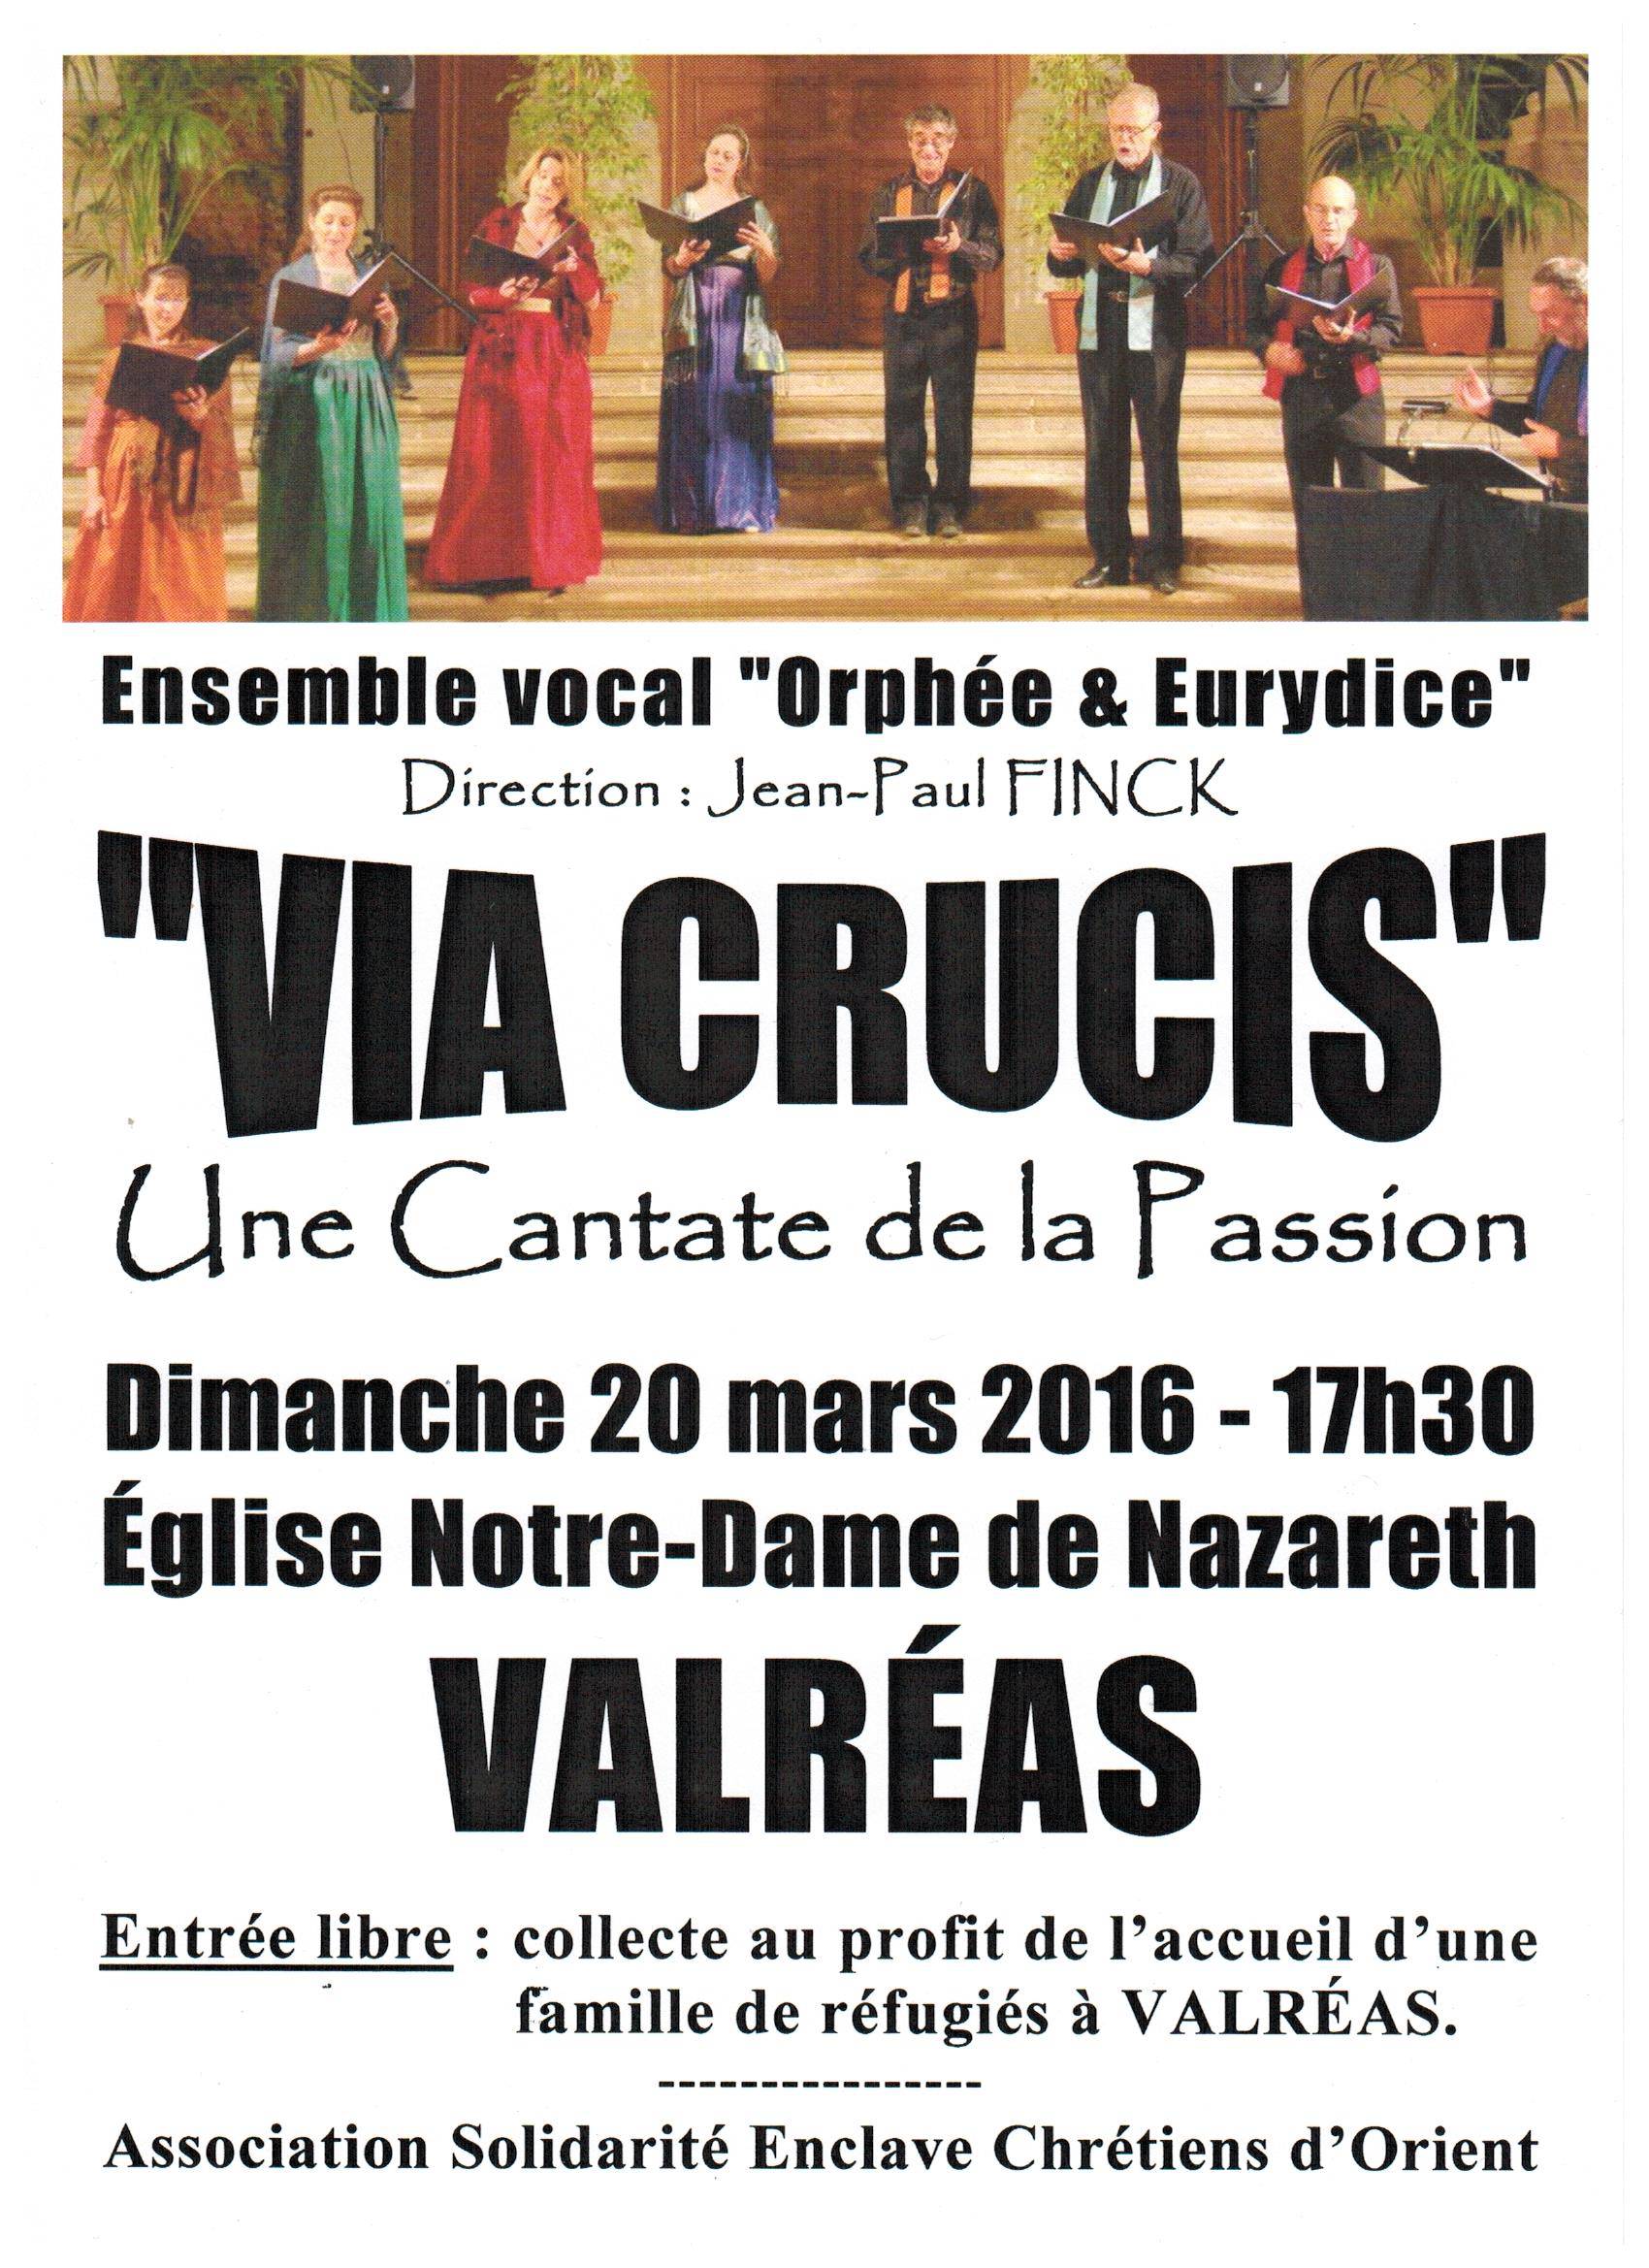 Ensemble vocal "Orphée & Eurydice"
Direction : Jean-Paul FINCK
"VIA CRUCIS"
Une Cantate de la Passion
Dimanche 20 mars 2016 - 17h30
Église Notre-Dame de Nazareth
VALRÉAS
Entrée libre : collecte au profit de l’accueil d’une
famille de réfugiés à VALRÉAS.
----------------
Association Solidarité Enclave Chrétiens d’Orient